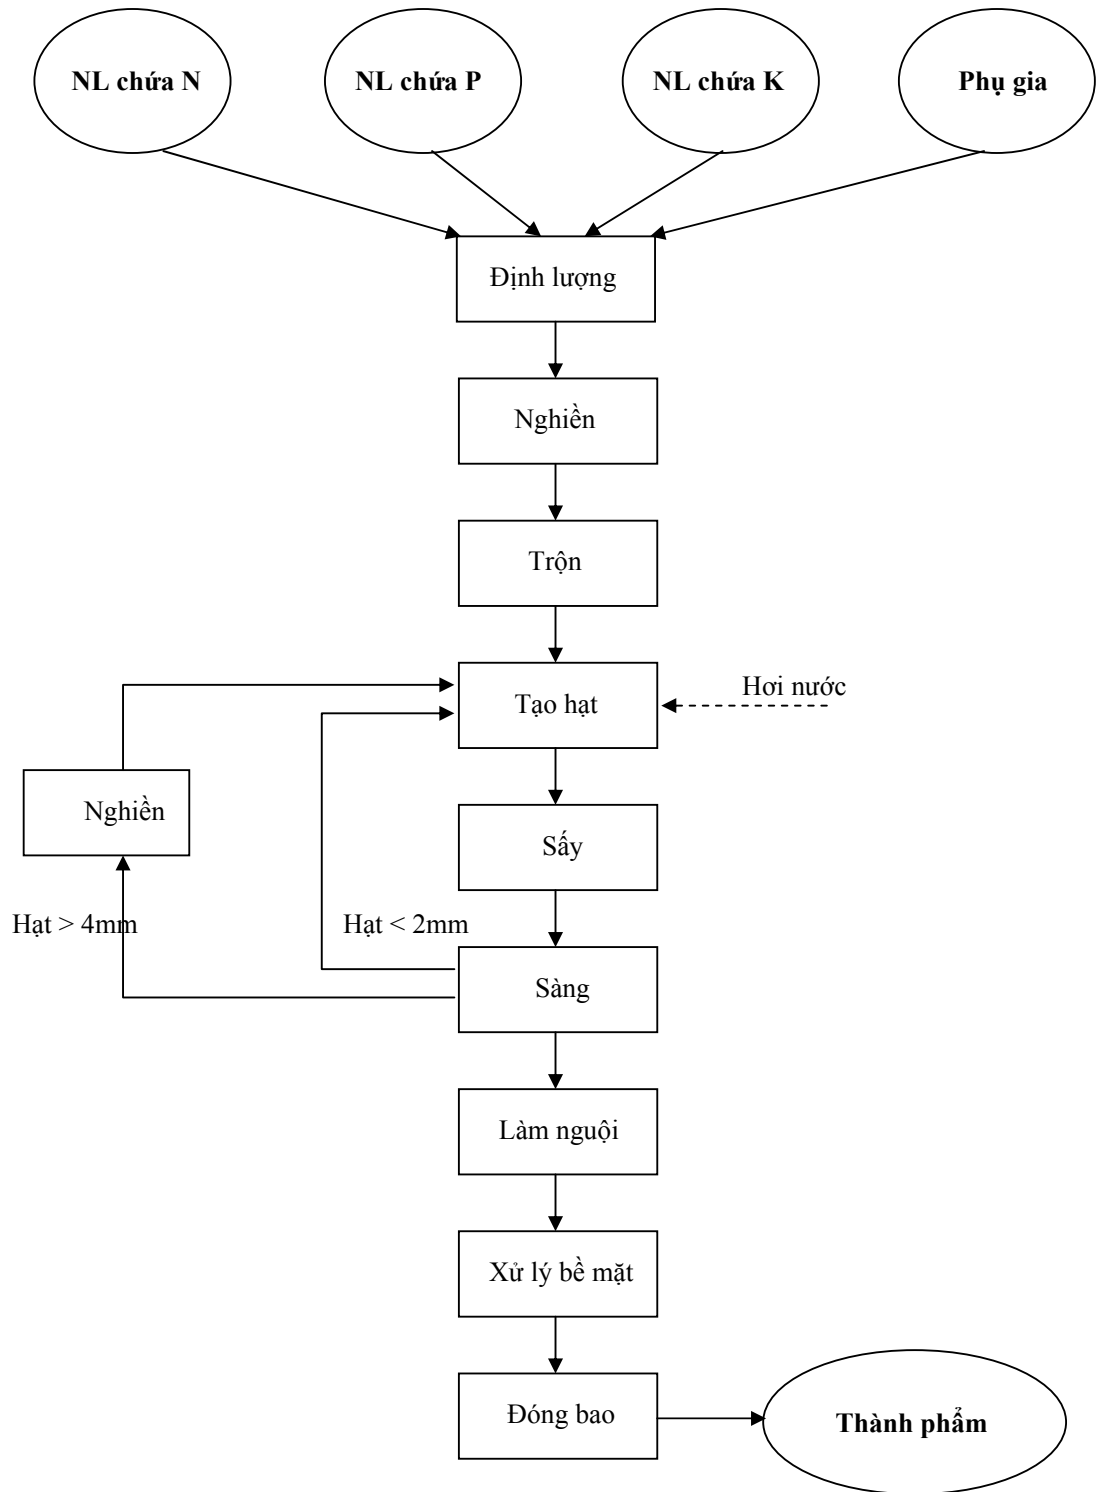 NL chứa N
NL chứa P
NL chứa K
Phụ gia
Định lượng
Nghiền
Trộn
Tạo hạt
Hơi nước
Nghiền
Sấy
Hạt > 4mm
Hạt < 2mm
Sàng
Làm nguội
Xử lý bề mặt
Đóng bao
Thành phẩm